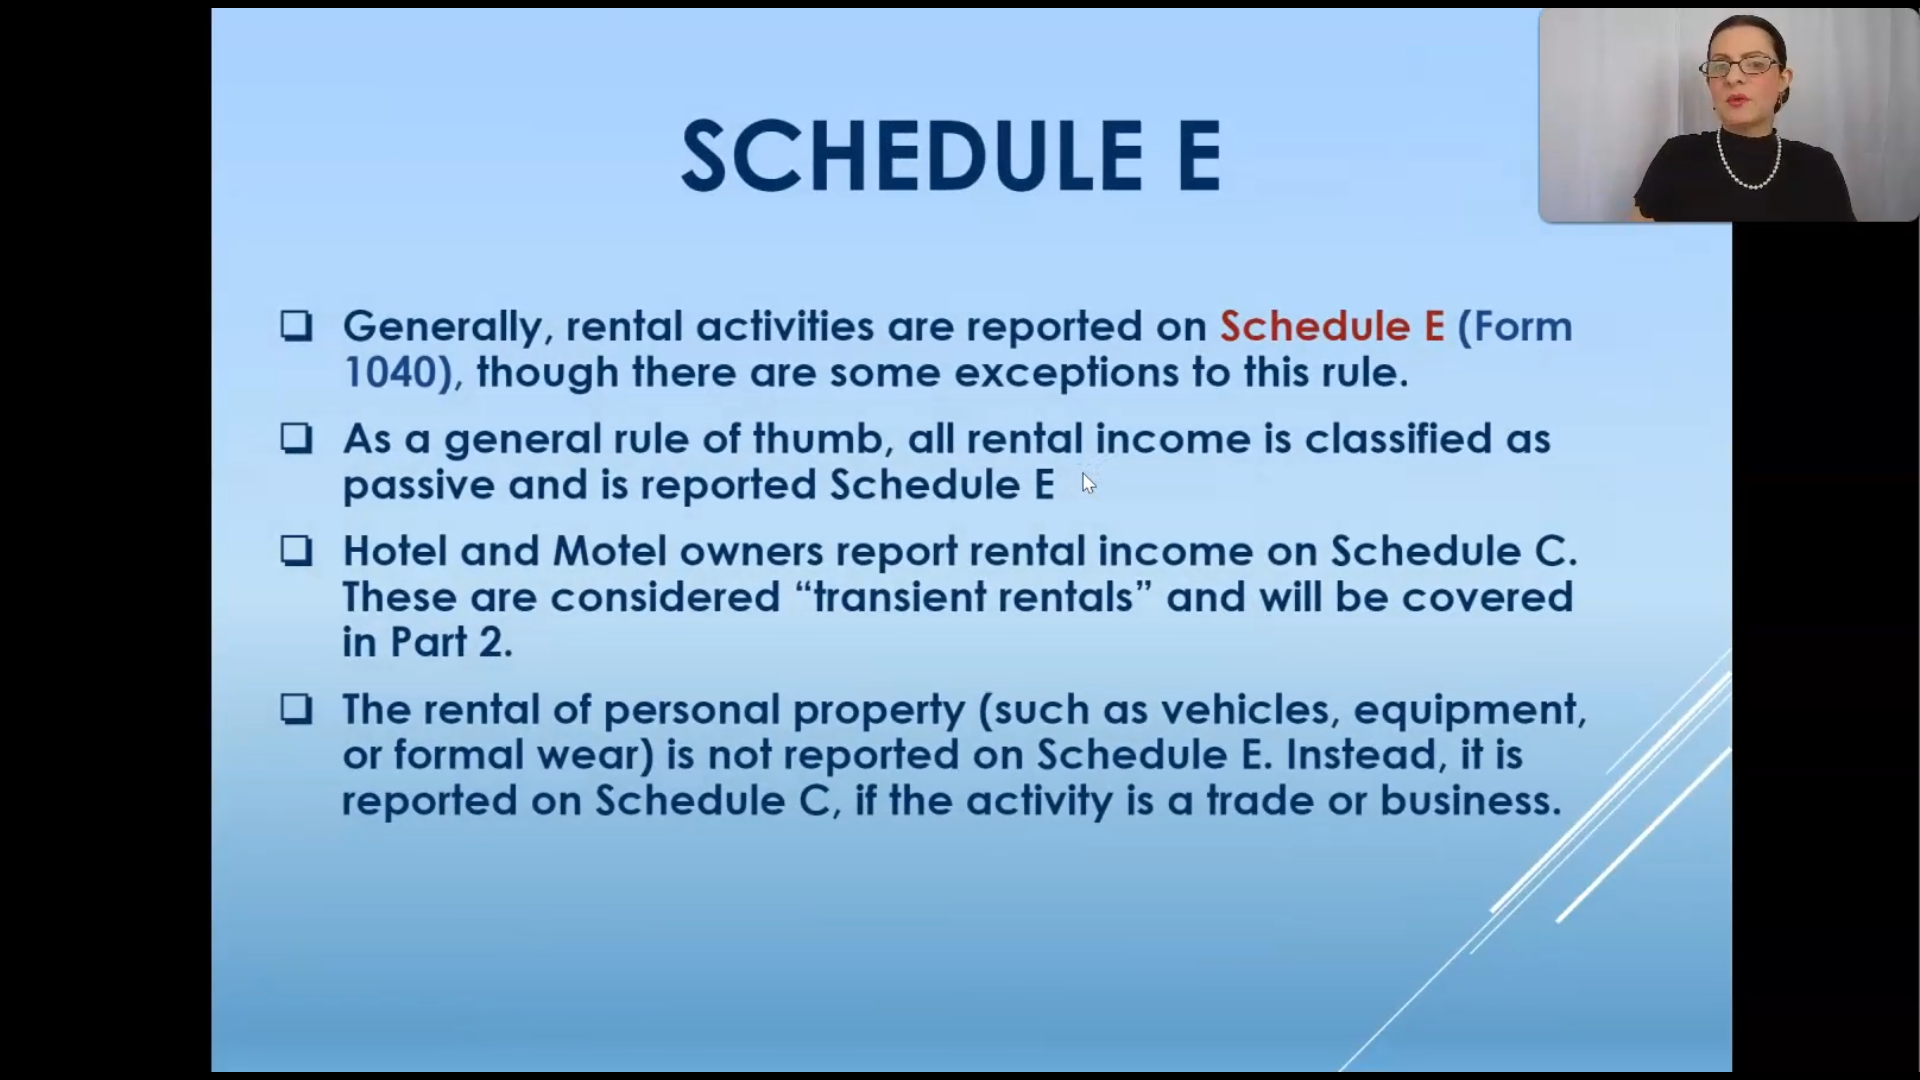 SCHEDULE E
Generally, rental activities are reported on Schedule E (Form
1040), though there are some exceptions to this rule.
As a general rule of thumb, all rental income is classified as
passive and is reported Schedule E
Hotel and Motel owners report rental income on Schedule C.
These are considered “transient rentals” and will be covered
in Part 2.
The rental of personal property (such as vehicles, equipment,
or formal wear) is not reported on Schedule E. Instead, it is
reported on Schedule C, if the activity is a trade or business.